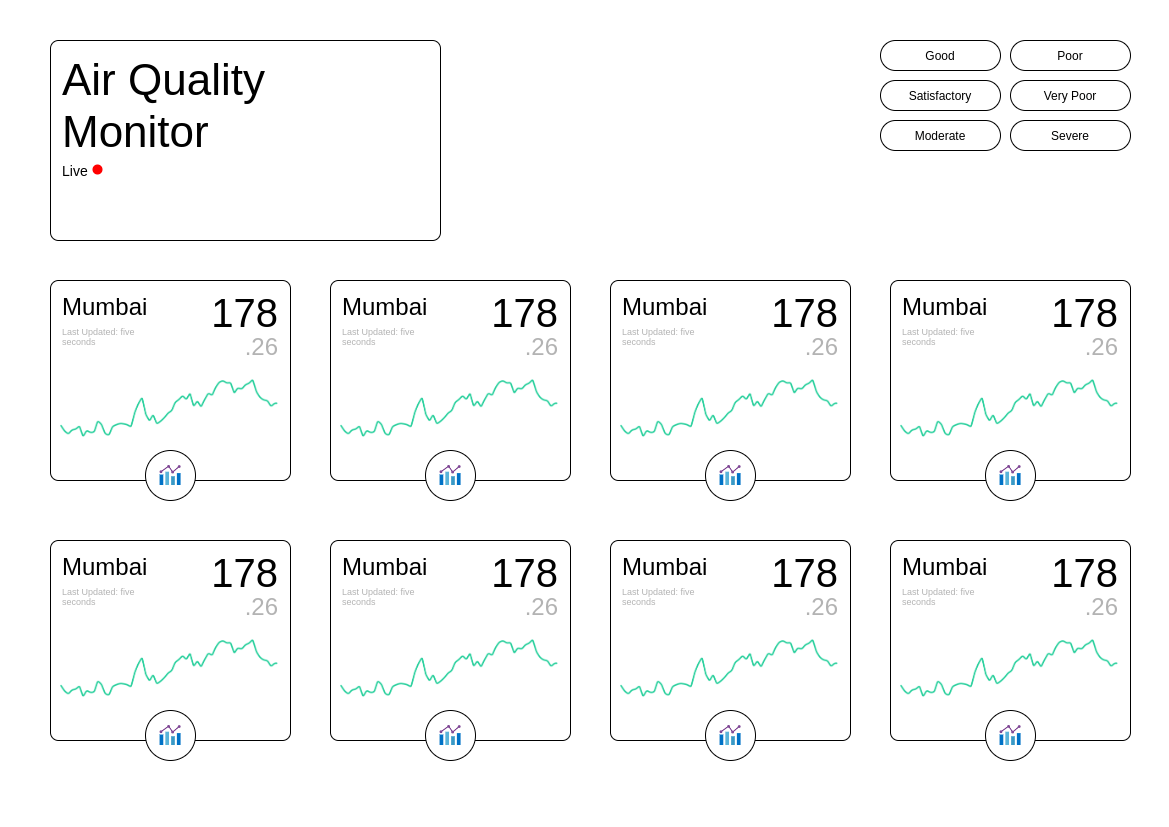 Air Quality
Monitor
Live
Good
Poor
Satisfactory
Very Poor
Moderate
Severe
Mumbai
178
Last Updated: five
seconds
.26
Mumbai
178
Last Updated: five
seconds
.26
Mumbai
178
Last Updated: five
seconds
.26
Mumbai
178
Last Updated: five
seconds
.26
Mumbai
178
Last Updated: five
seconds
.26
Mumbai
178
Last Updated: five
seconds
.26
Mumbai
178
Last Updated: five
seconds
.26
Mumbai
178
Last Updated: five
seconds
.26